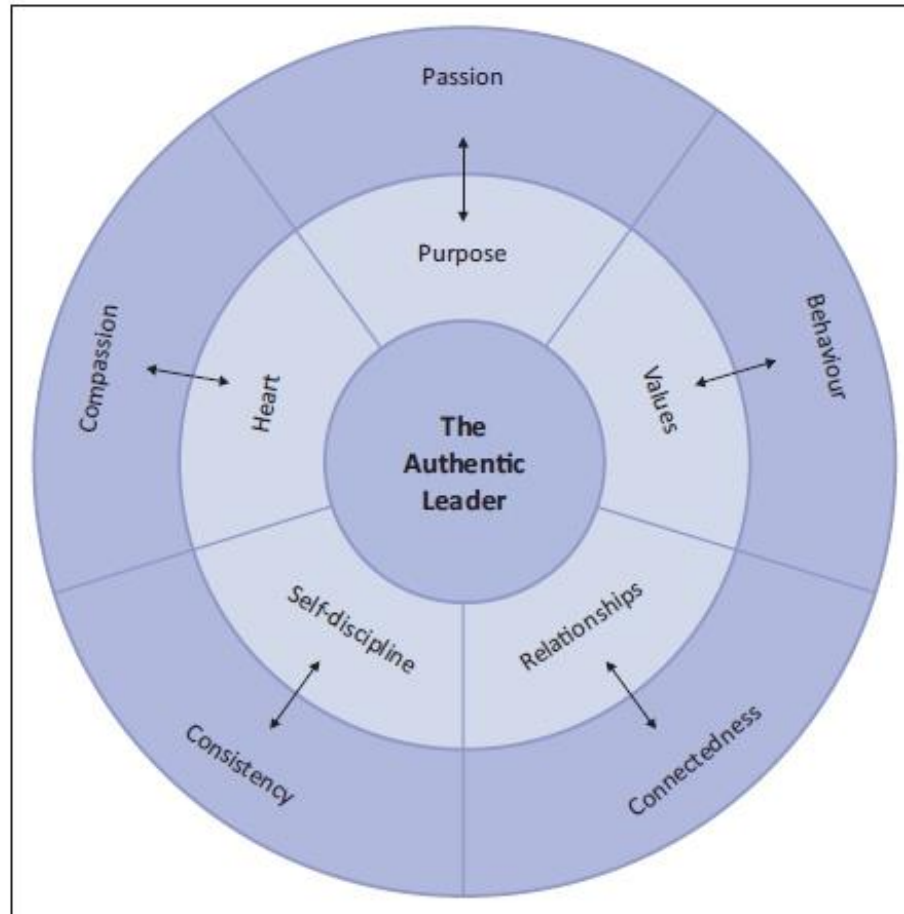 Passion
Purpose
Compassion
Heart
Values
Behaviour
The
Authentic
Leader
Self-discipline
Relationships
Consistency
Connectedness